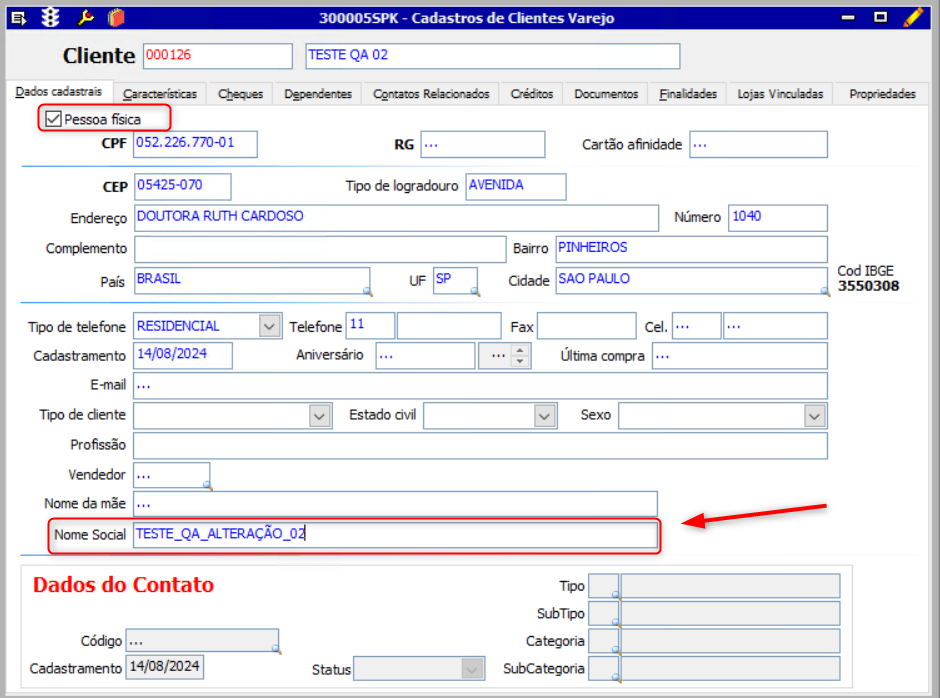 300005SPK - Cadastros de Clientes Varejo
Cliente 000126 TESTE QA 02
Dados cadastrais Características Cheques Dependentes Contatos Relacionados Créditos Documentos Finalidades Lojas Vinculadas Propriedades
Pessoa física
CPF 052.226.770-01 RG ... Cartão afinidade ...
CEP 05425-070 Tipo de logradouro AVENIDA
Endereço DOUTORA RUTH CARDOSO Número 1040
Complemento Bairro PINHEIROS
País BRASIL UF SP Cidade SAO PAULO Cod IBGE
3550308
Tipo de telefone RESIDENCIAL Telefone 11 Fax Cel. ... ...
Cadastramento 14/08/2024 Aniversário ... ... Última compra ...
E-mail ...
Tipo de cliente Estado civil Sexo
Profissão
Vendedor ...
Nome da mãe ...
Nome Social TESTE_QA_ALTERAÇÃO_02
Dados do Contato
Tipo
SubTipo
Código ... Categoria
Cadastramento 14/08/2024 Status SubCategoria